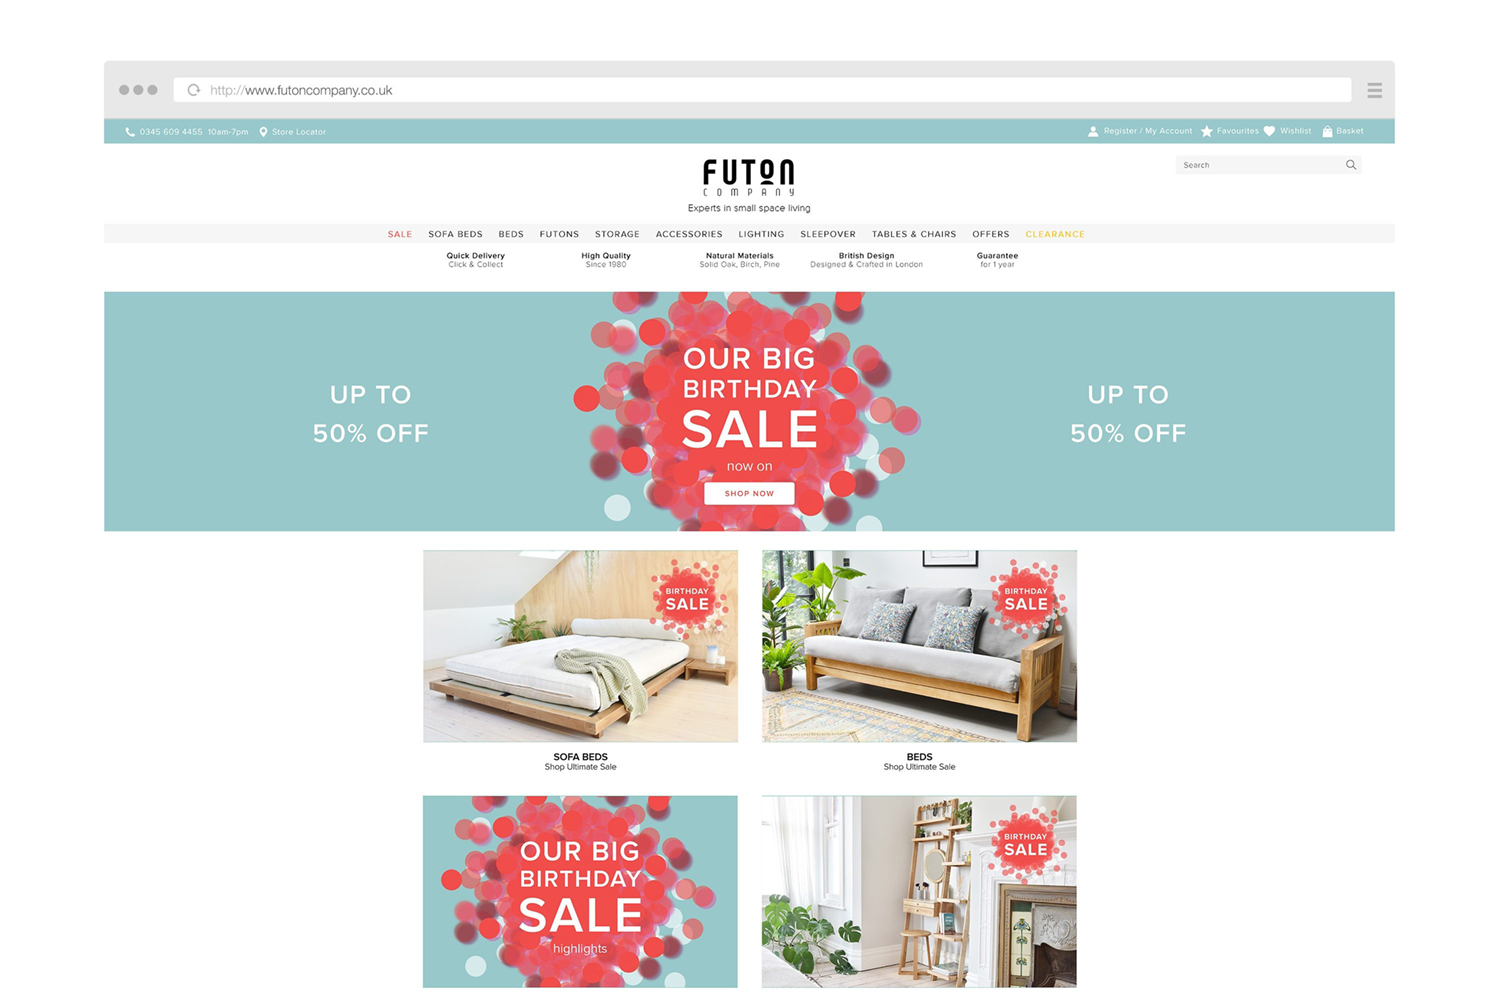 http://www.futoncompany.co.uk
0345 609 4455 10am-7pm Store Locator
Register / My Account Favourites Wishlist Basket
FUTON
COMPANY
Experts in small space living
Search
SALE SOFA BEDS BEDS FUTONS STORAGE ACCESSORIES LIGHTING SLEEPOVER TABLES & CHAIRS OFFERS CLEARANCE
Quick Delivery
Click & Collect
High Quality
Since 1980
Natural Materials
Solid Oak, Birch, Pine
British Design
Designed & Crafted in London
Guarantee
for 1 year
UP TO
50% OFF
OUR BIG
BIRTHDAY
SALE
now on
SHOP NOW
UP TO
50% OFF
BIRTHDAY
SALE
BIRTHDAY
SALE
SOFA BEDS
Shop Ultimate Sale
BEDS
Shop Ultimate Sale
OUR BIG
BIRTHDAY
SALE
highlights
BIRTHDAY
SALE